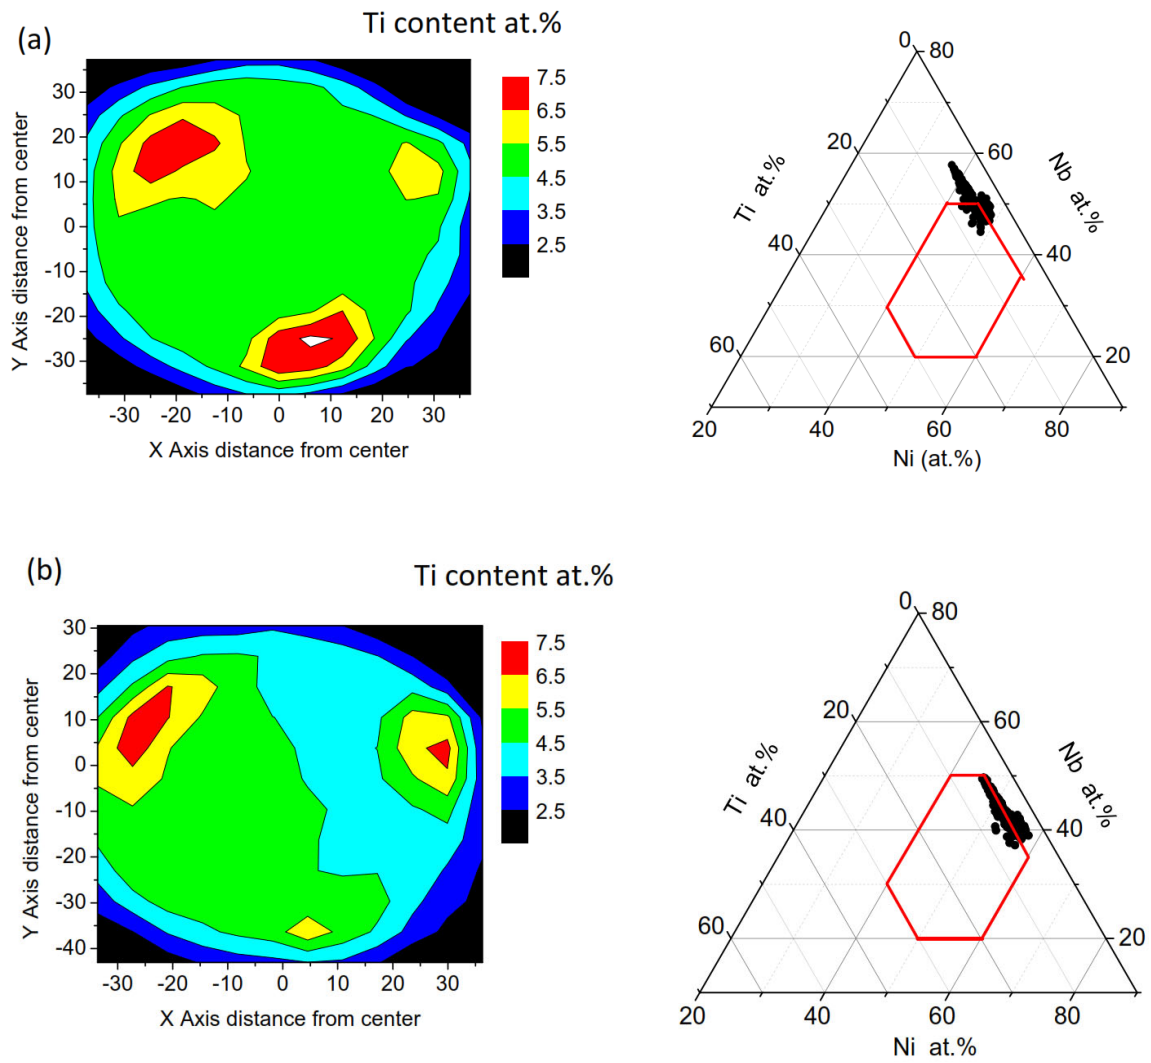 (a)
Ti content at.%
30
20
10
0
-10
-20
-30
Y Axis distance from center
-30 -20 -10 0 10 20 30
X Axis distance from center
7.5
6.5
5.5
4.5
3.5
2.5
0 80
20 60
Ti at.%
Nb at.%
40 40
60 20
20 40 60 80
Ni (at.%)
(b)
Ti content at.%
30
20
10
0
-10
-20
-30
-40
Y Axis distance from center
-30 -20 -10 0 10 20 30
X Axis distance from center
7.5
6.5
5.5
4.5
3.5
2.5
0 80
20 60
Ti at.%
Nb at.%
40 40
60 20
20 40 60 80
Ni at.%